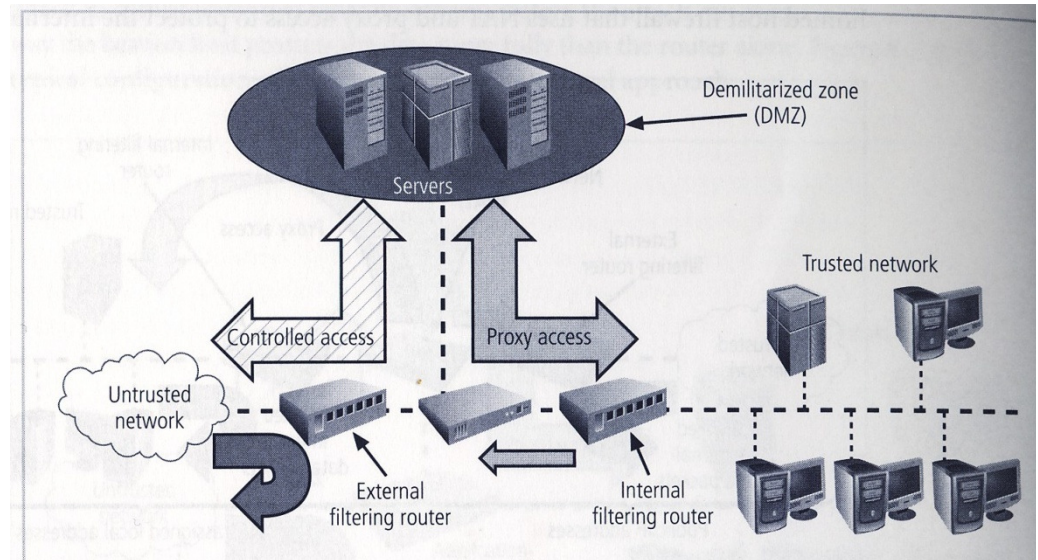 Demilitarized zone
(DMZ)
Servers
Trusted network
Controlled access
Proxy access
Untrusted
network
External
filtering router
Internal
filtering router